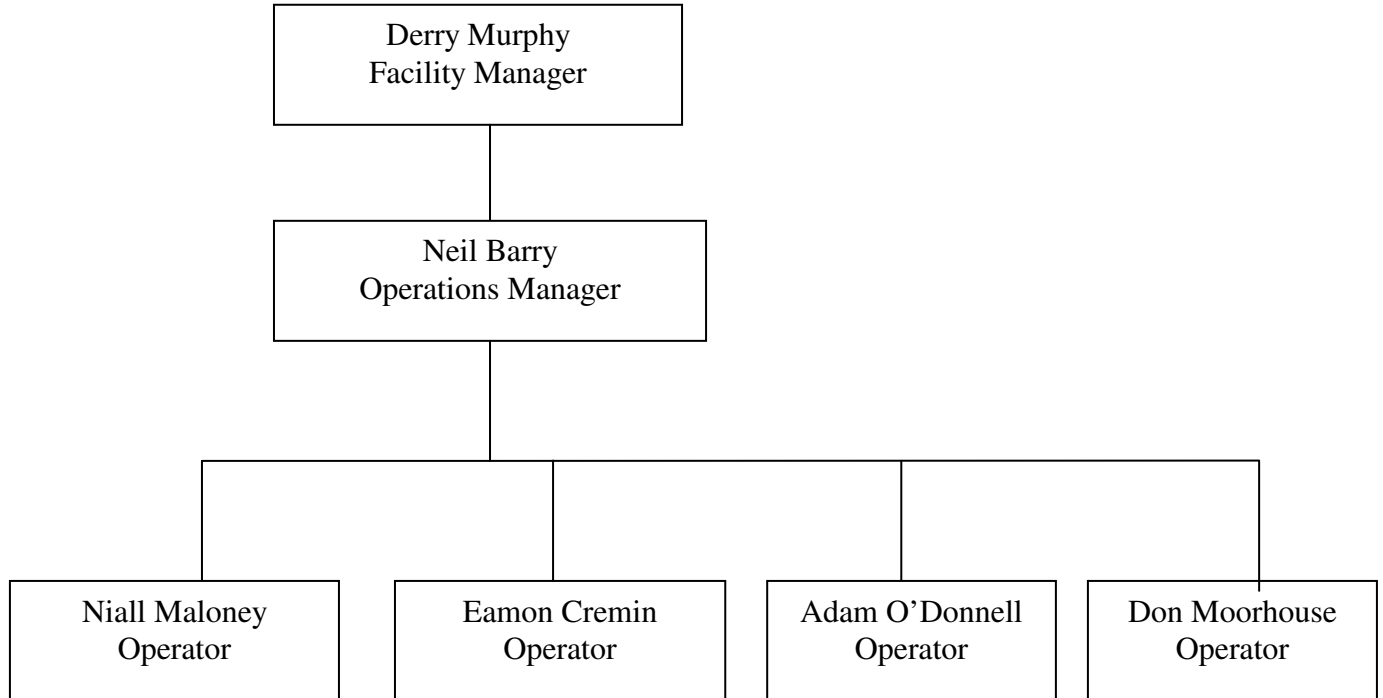 Derry Murphy
Facility Manager
Neil Barry
Operations Manager
Niall Maloney
Operator
Eamon Cremin
Operator
Adam O’Donnell
Operator
Don Moorhouse
Operator